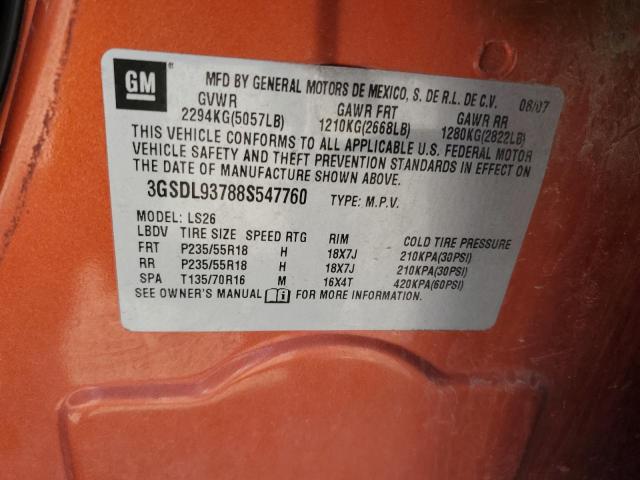 GM ® MFD BY GENERAL MOTORS DE MEXICO, S. DE R.L. DE C.V. 08/07
GVWR GAWR FRT GAWR RR
2294KG(5057LB) 1210KG(2668LB) 1280KG(2822LB)
THIS VEHICLE CONFORMS TO ALL APPLICABLE U.S. FEDERAL MOTOR
VEHICLE SAFETY AND THEFT PREVENTION STANDARDS IN EFFECT ON
THE DATE OF MANUFACTURE SHOWN ABOVE.
3GSDL93788S547760 TYPE: M.P.V.
MODEL: LS26
LBDV TIRE SIZE SPEED RTG RIM COLD TIRE PRESSURE
FRT P235/55R18 H 18X7J 210KPA(30PSI)
RR P235/55R18 H 18X7J 210KPA(30PSI)
SPA T135/70R16 M 16X4T 420KPA(60PSI)
SEE OWNER'S MANUAL FOR MORE INFORMATION.